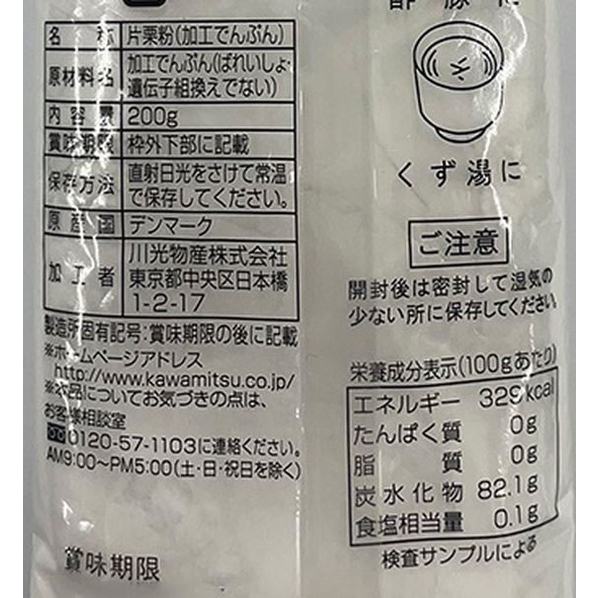 名称 片栗粉(加工でんぷん)
原材料名 加工でんぷん(ばれいしょ・
遺伝子組換えでない)
内容量 200g
賞味期限 枠外下部に記載
保存方法 直射日光をさけて常温
で保存してください。
原産国 デンマーク
加工者 川光物産株式会社
東京都中央区日本橋
1-2-17
製造所固有記号:賞味期限の後に記載
※ホームページアドレス
http://www.kawamitsu.co.jp/
※本品についてお気づきの点は、
お客様相談室
0120-57-1103に連絡ください。
AM9:00~PM5:00(土・日・祝日を除く)
賞味期限
酢豚に
くず湯に
ご注意
開封後は密封して湿気の
少ない所に保存してください。
栄養成分表示(100gあたり)
エネルギー 329kcal
たんぱく質 0g
脂質 0g
炭水化物 82.1g
食塩相当量 0.1g
検査サンプルによる